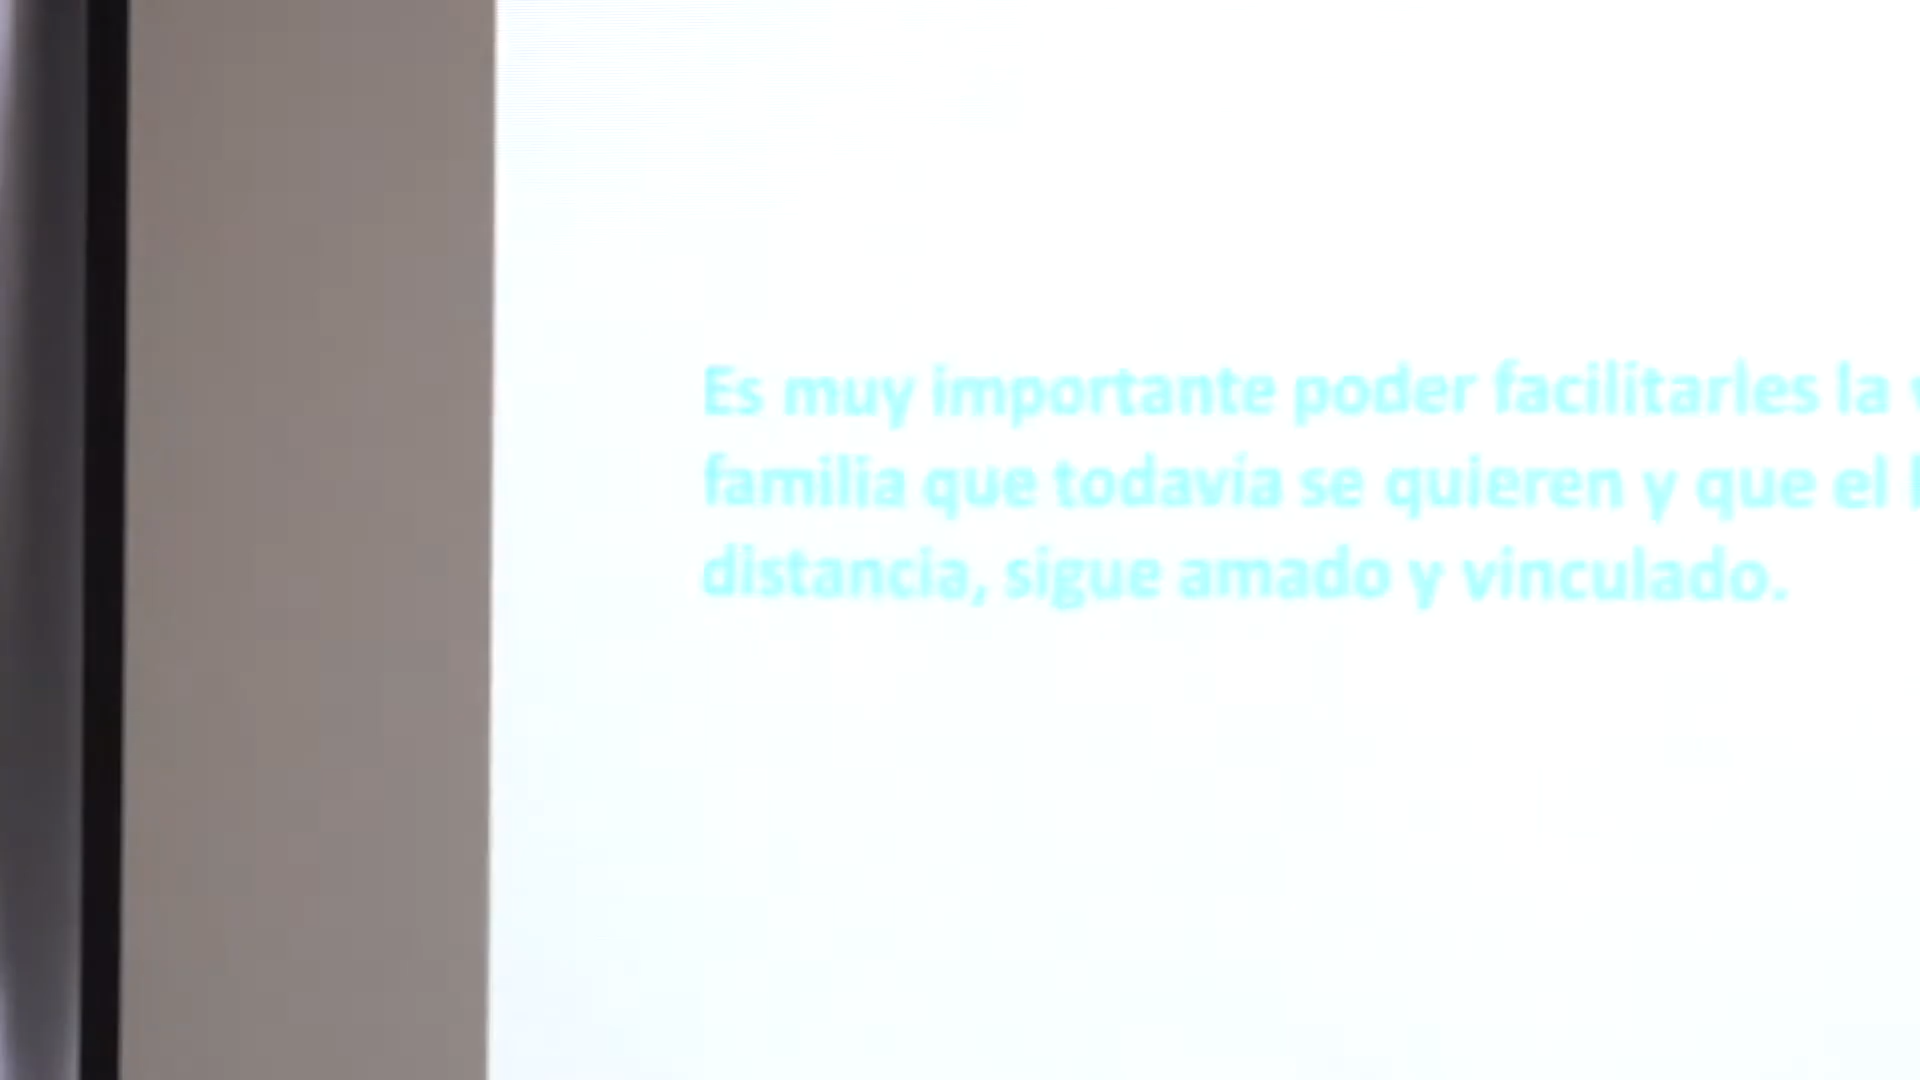 Es muy importante poder facilitarles la
familia que todavía se quieren y que el
distancia, sigue amado y vinculado.